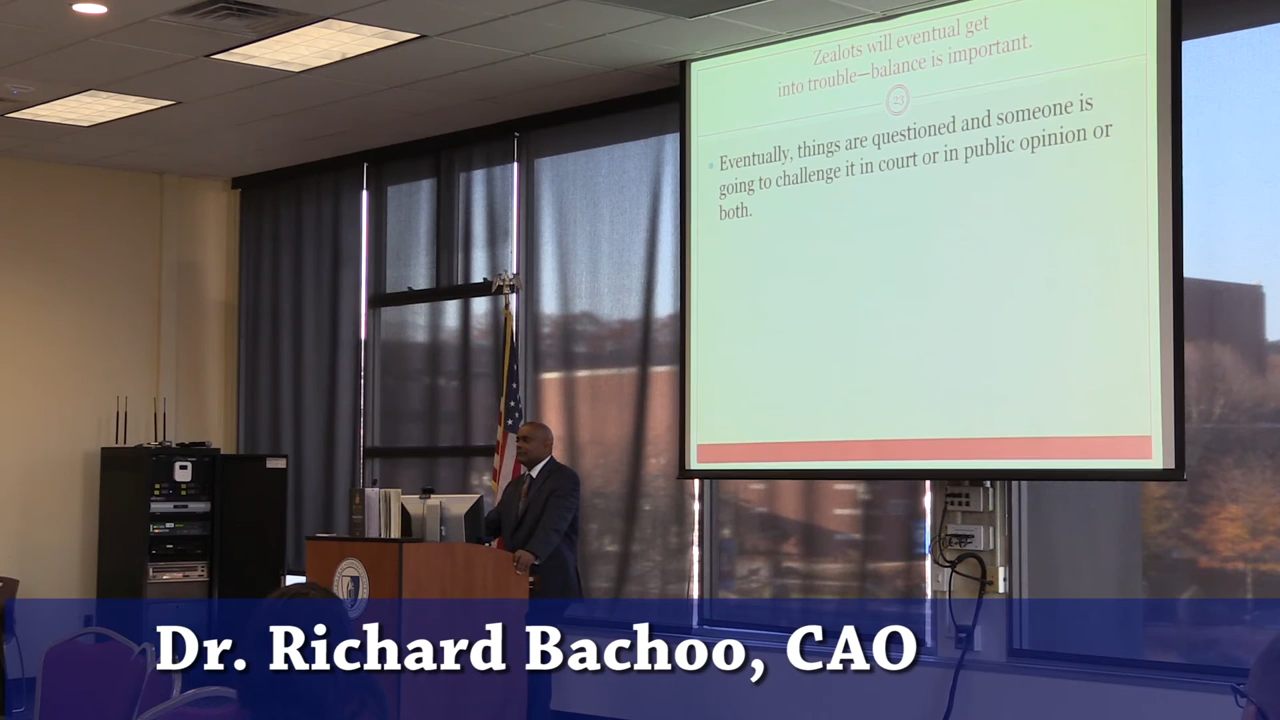 Zealots will eventual get
into trouble—balance is important.
23
Eventually, things are questioned and someone is
going to challenge it in court or in public opinion or
both.
Dr. Richard Bachoo, CAO